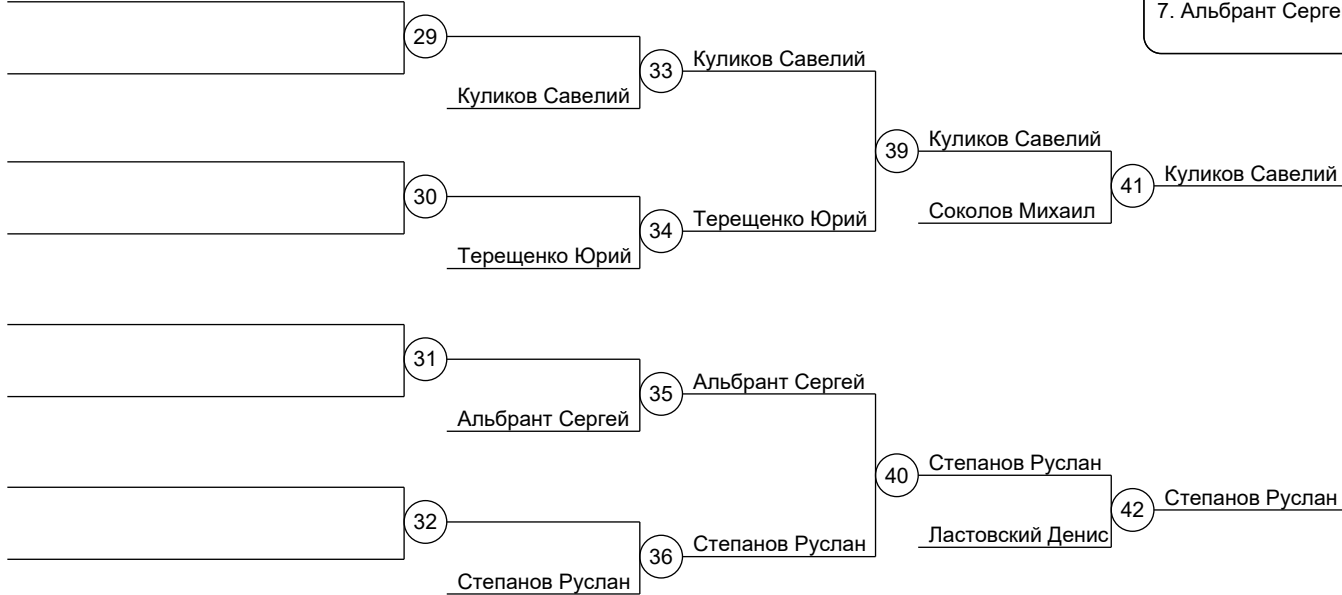 7. Альбрант Серге
29
Куликов Савелий
33
Куликов Савелий
30
Терещенко Юрий
34
Терещенко Юрий
39
Куликов Савелий
Соколов Михаил
41
Куликов Савелий
31
Альбрант Сергей
35
Альбрант Сергей
32
Степанов Руслан
36
Степанов Руслан
40
Степанов Руслан
Ластовский Денис
42
Степанов Руслан